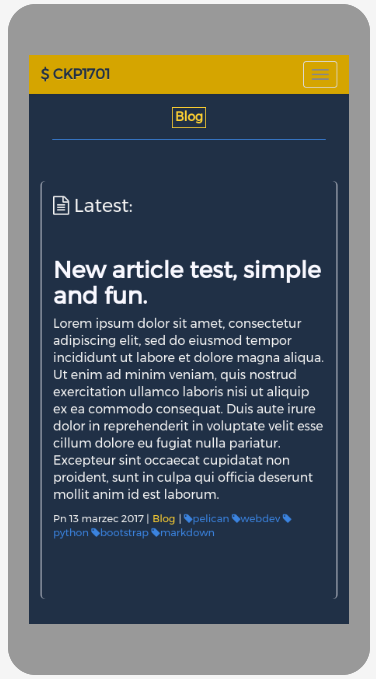 $ CKP1701
Blog
Latest:
New article test, simple
and fun.
Lorem ipsum dolor sit amet, consectetur
adipiscing elit, sed do eiusmod tempor
incididunt ut labore et dolore magna aliqua.
Ut enim ad minim veniam, quis nostrud
exercitation ullamco laboris nisi ut aliquip
ex ea commodo consequat. Duis aute irure
dolor in reprehenderit in voluptate velit esse
cillum dolore eu fugiat nulla pariatur.
Excepteur sint occaecat cupidatat non
proident, sunt in culpa qui officia deserunt
mollit anim id est laborum.
Pn 13 marzec 2017 | Blog | pelican webdev
python bootstrap markdown